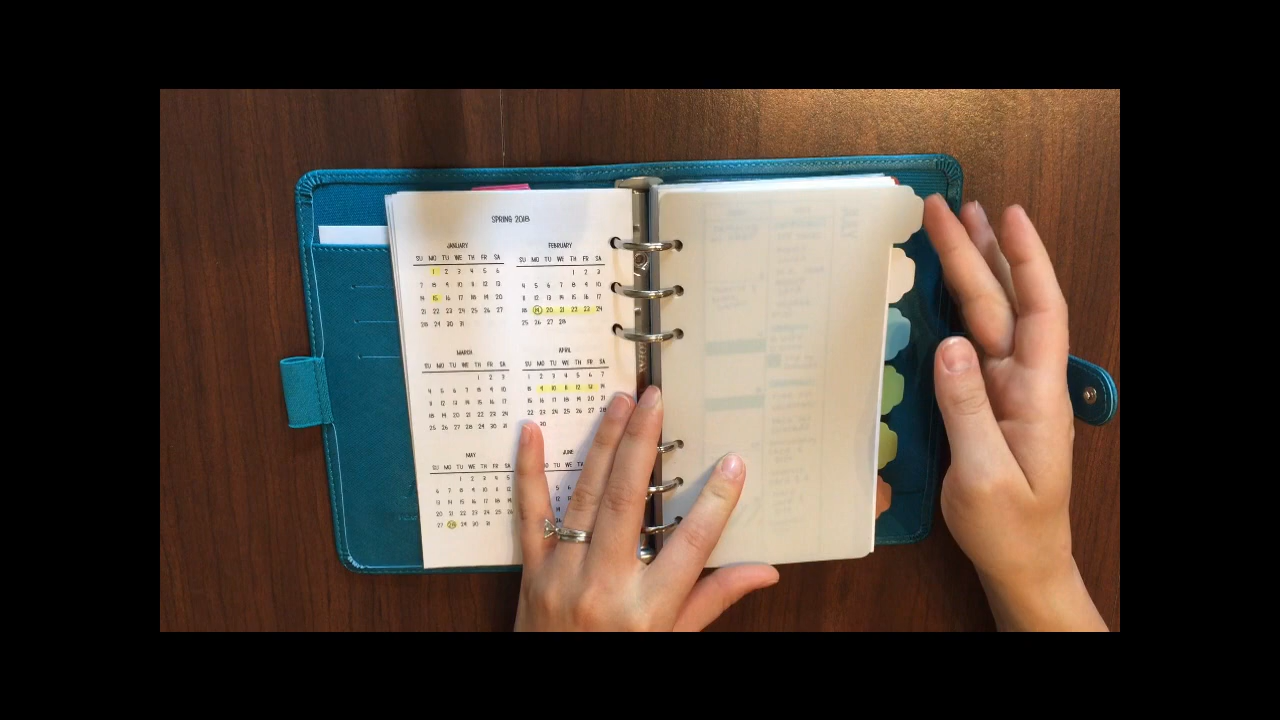 SPRING 2018
JANUARY
SU MO TU WE TH FR SA
1 2 3 4 5 6
7 8 9 10 11 12 13
14 15 16 17 18 19 20
21 22 23 24 25 26 27
28 29 30 31
FEBRUARY
SU MO TU WE TH FR SA
1 2 3
4 5 6 7 8 9 10
11 12 13 14 15 16 17
18 19 20 21 22 23 24
25 26 27 28
MARCH
SU MO TU WE TH FR SA
1 2 3
4 5 6 7 8 9 10
11 12 13 14 15 16 17
18 19 20 21 22 23 24
25 26 27 28 29 30 31
APRIL
SU MO TU WE TH FR SA
1 2 3 4 5 6 7
8 9 10 11 12 13 14
15 16 17 18 19 20 21
22 23 24 25 26 27 28
30
MAY
SU MO TU WE TH FR SA
1 2 3 4 5
6 7 8 9 10 11 12
13 14 15 16 17 18 19
20 21 22 23 24 25 26
27 28 29 30 31
JUNE
TU WE TH